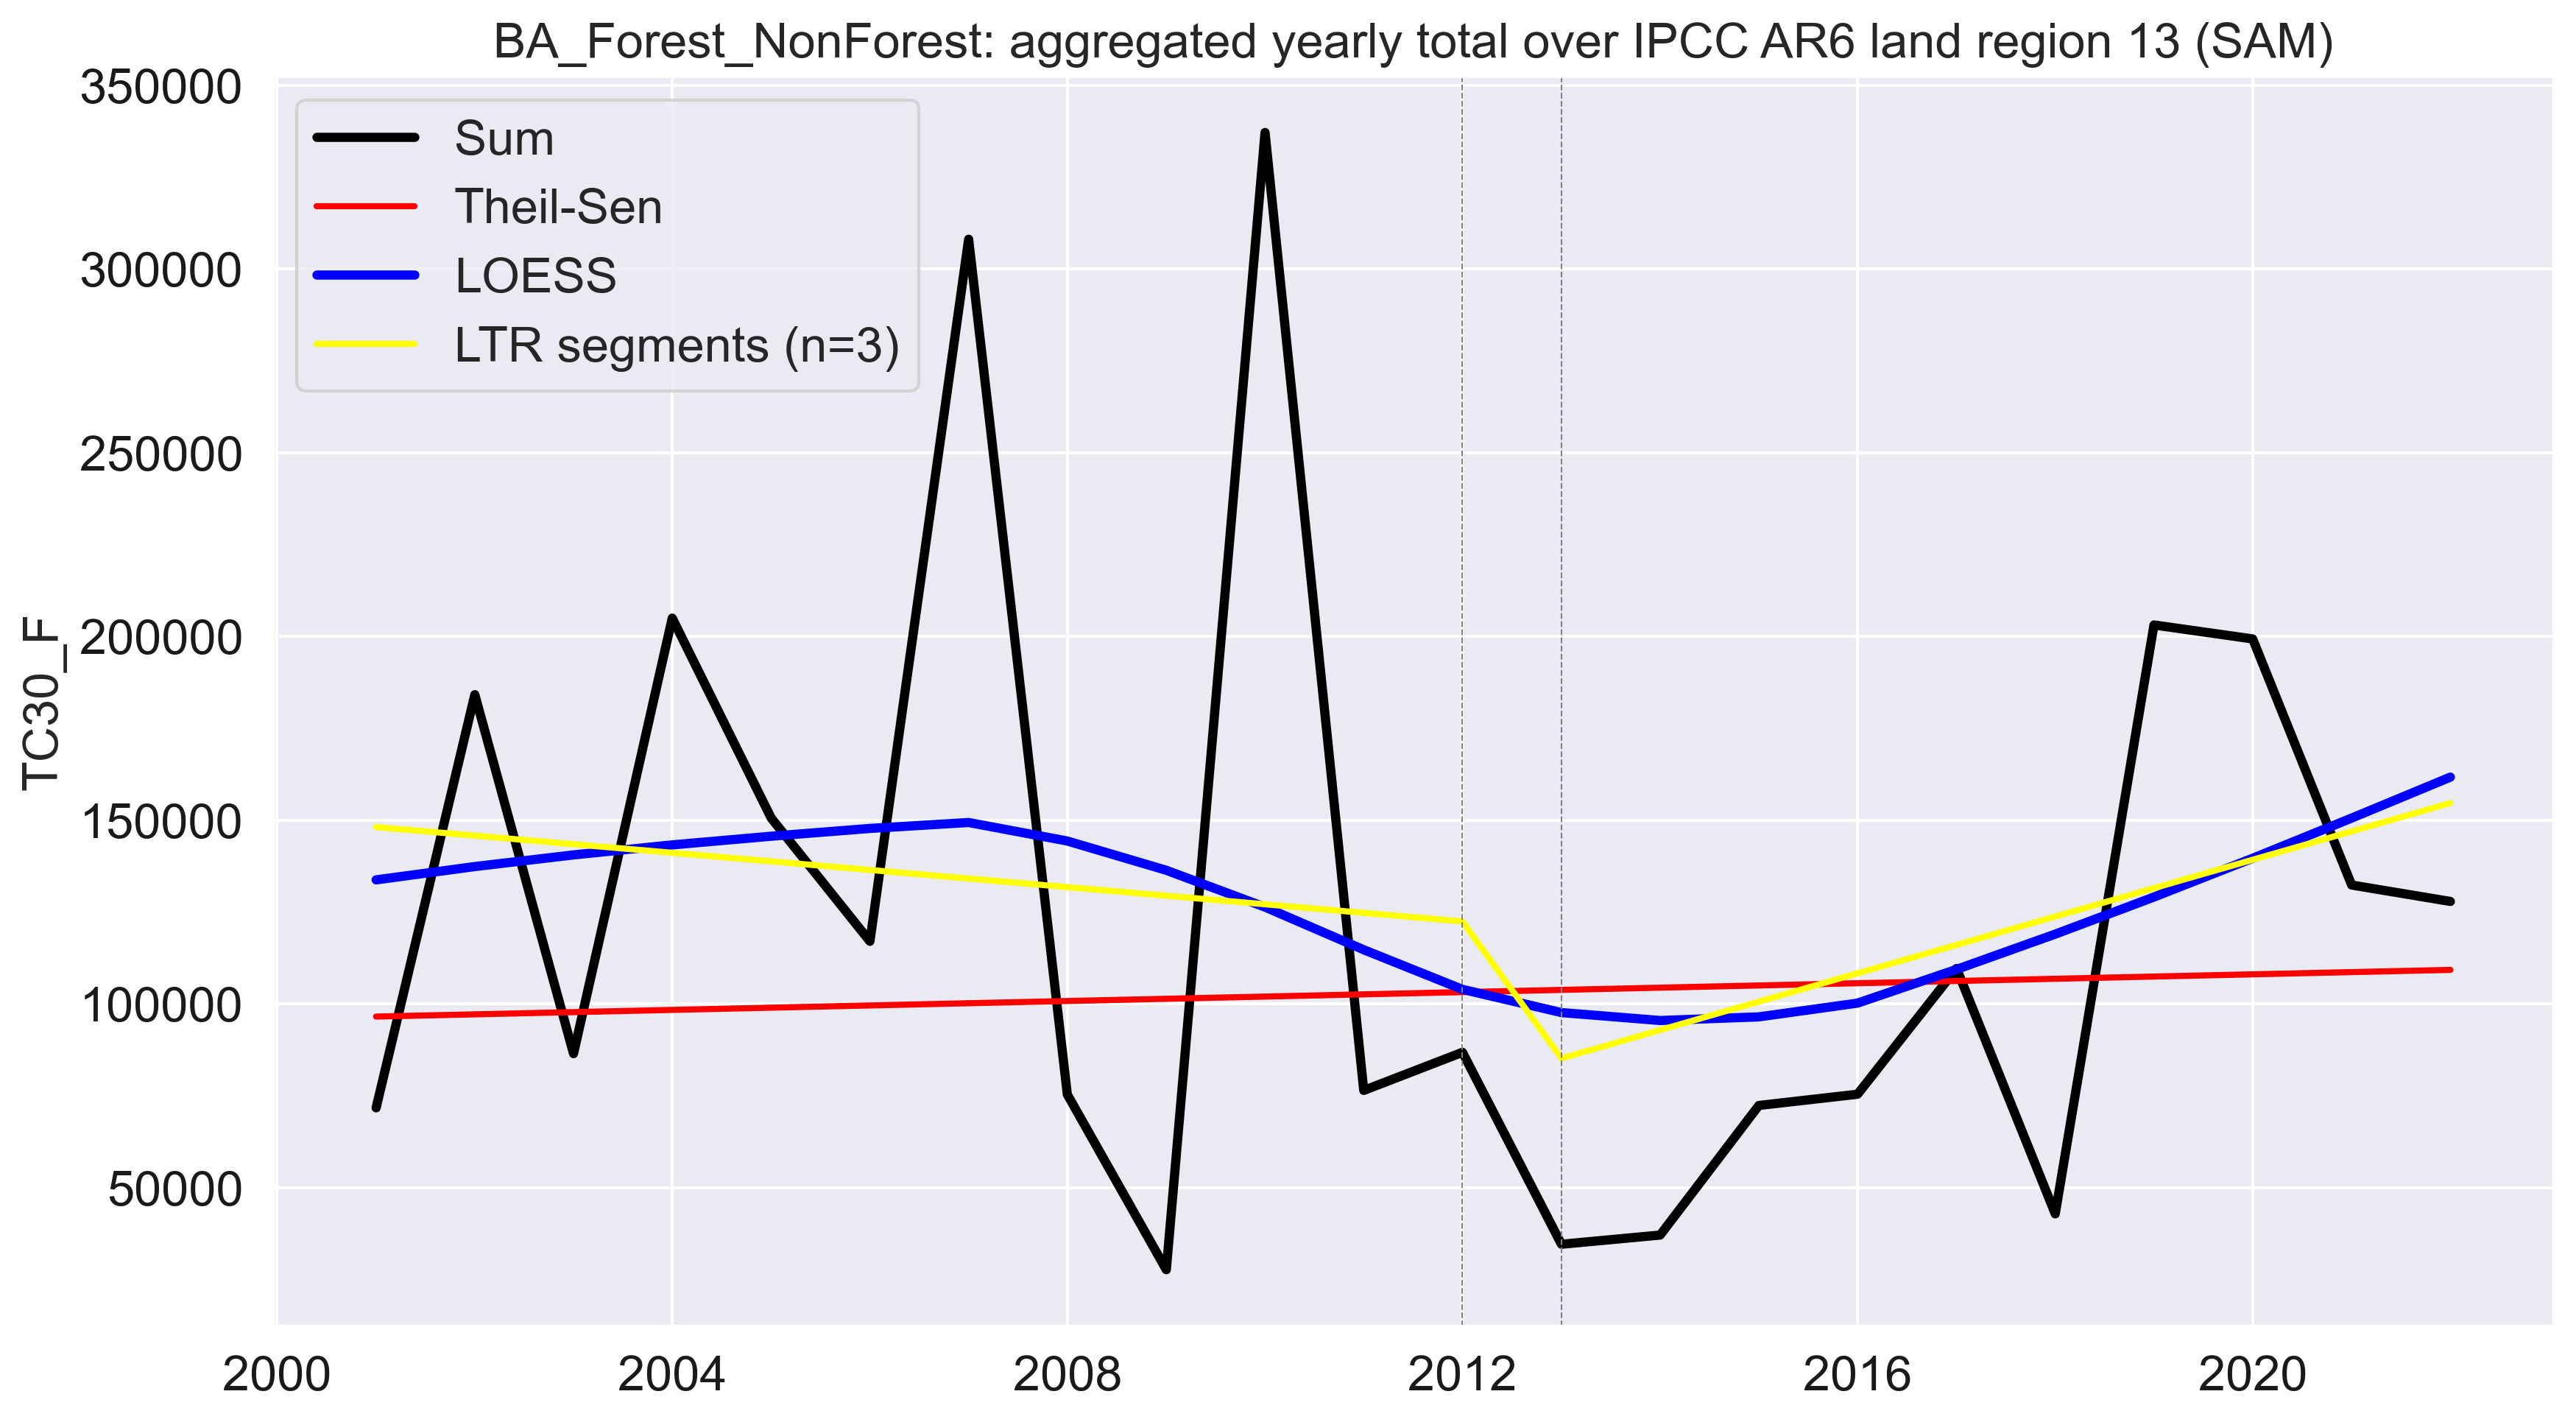 BA_Forest_NonForest: aggregated yearly total over IPCC AR6 land region 13 (SAM)
350000
300000
250000
200000
150000
100000
50000
TC30_F
Sum
Theil-Sen
LOESS
LTR segments (n=3)
2000 2004 2008 2012 2016 2020